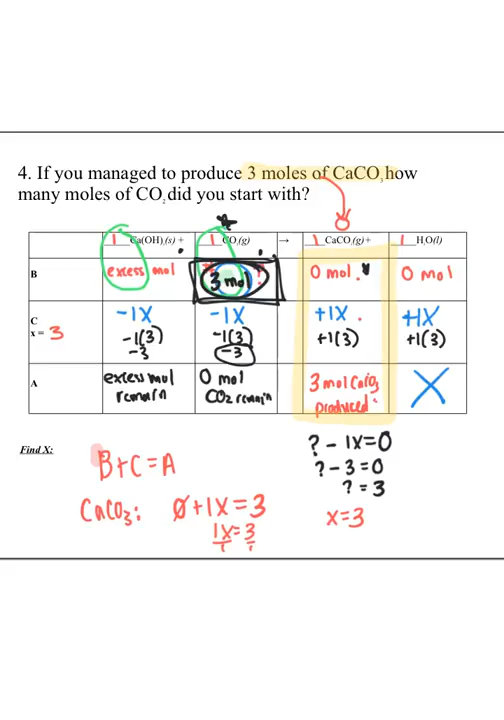 4. If you managed to produce 3 moles of CaCO3 how
many moles of CO2 did you start with?
1 Ca(OH)2(s) + 1 CO2(g) → 1 CaCO3(g) + 1 H2O(l)
B excess mol 3 mol ? 0 mol 0 mol
C -1X -1X +1X +1X
x = 3 -1(3) -1(3) +1(3) +1(3)
-3 -3
A excess mol 0 mol 3 mol CaCO3
remain CO2 remain produced
Find X:
B+C=A
CaCO3: 0+1X=3
1X=3
1 1
? - 1X=0
? - 3=0
? = 3
X=3